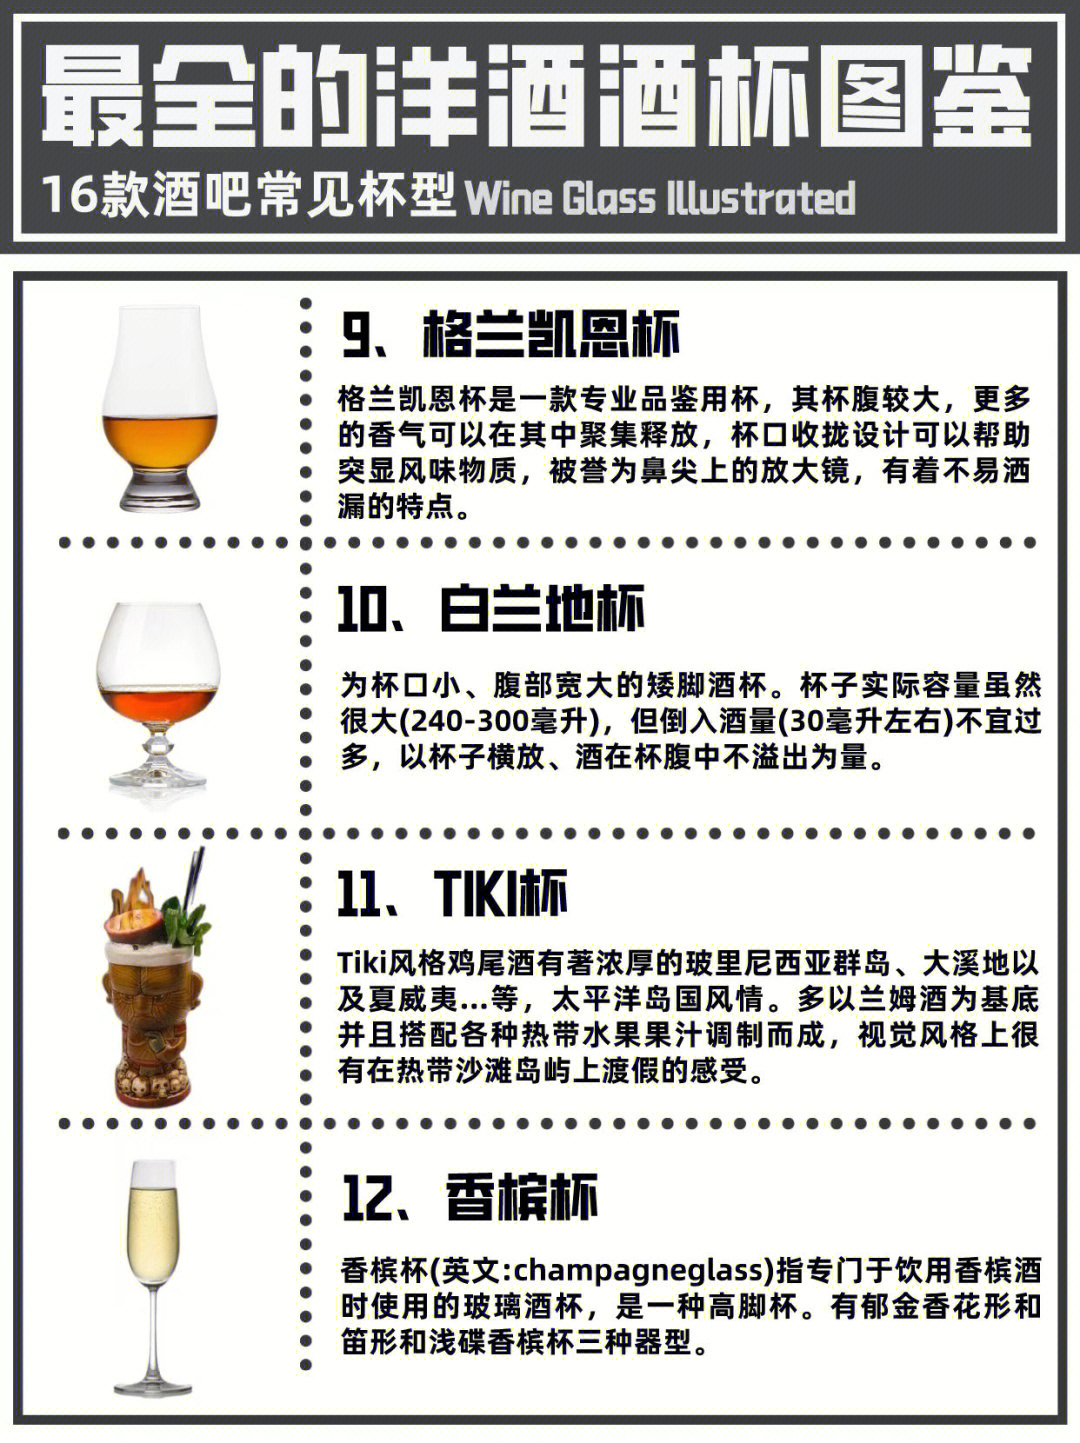 最全的洋酒酒杯图鉴
16款酒吧常见杯型 Wine Glass Illustrated
9、格兰凯恩杯
格兰凯恩杯是一款专业品鉴用杯，其杯腹较大，更多
的香气可以在其中聚集释放，杯口收拢设计可以帮助
突显风味物质，被誉为鼻尖上的放大镜，有着不易洒
漏的特点。
10、白兰地杯
为杯口小、腹部宽大的矮脚酒杯。杯子实际容量虽然
很大(240-300毫升)，但倒入酒量(30毫升左右)不宜过
多，以杯子横放、酒在杯腹中不溢出为量。
11、TIKI杯
Tiki风格鸡尾酒有著浓厚的玻里尼西亚群岛、大溪地以
及夏威夷...等，太平洋岛国风情。多以兰姆酒为基底
并且搭配各种热带水果果汁调制而成，视觉风格上很
有在热带沙滩岛屿上渡假的感受。
12、香槟杯
香槟杯(英文:champagneglass)指专门于饮用香槟酒
时使用的玻璃酒杯，是一种高脚杯。有郁金香花形和
笛形和浅碟香槟杯三种器型。